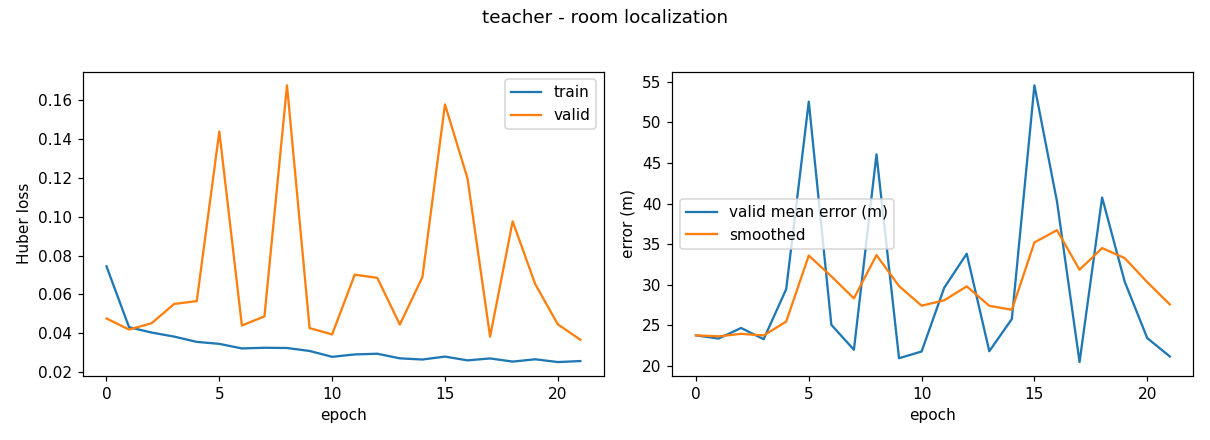 teacher - room localization
Huber loss
0.16
0.14
0.12
0.10
0.08
0.06
0.04
0.02
train
valid
0 5 10 15 20
epoch
error (m)
55
50
45
40
35
30
25
20
valid mean error (m)
smoothed
0 5 10 15 20
epoch